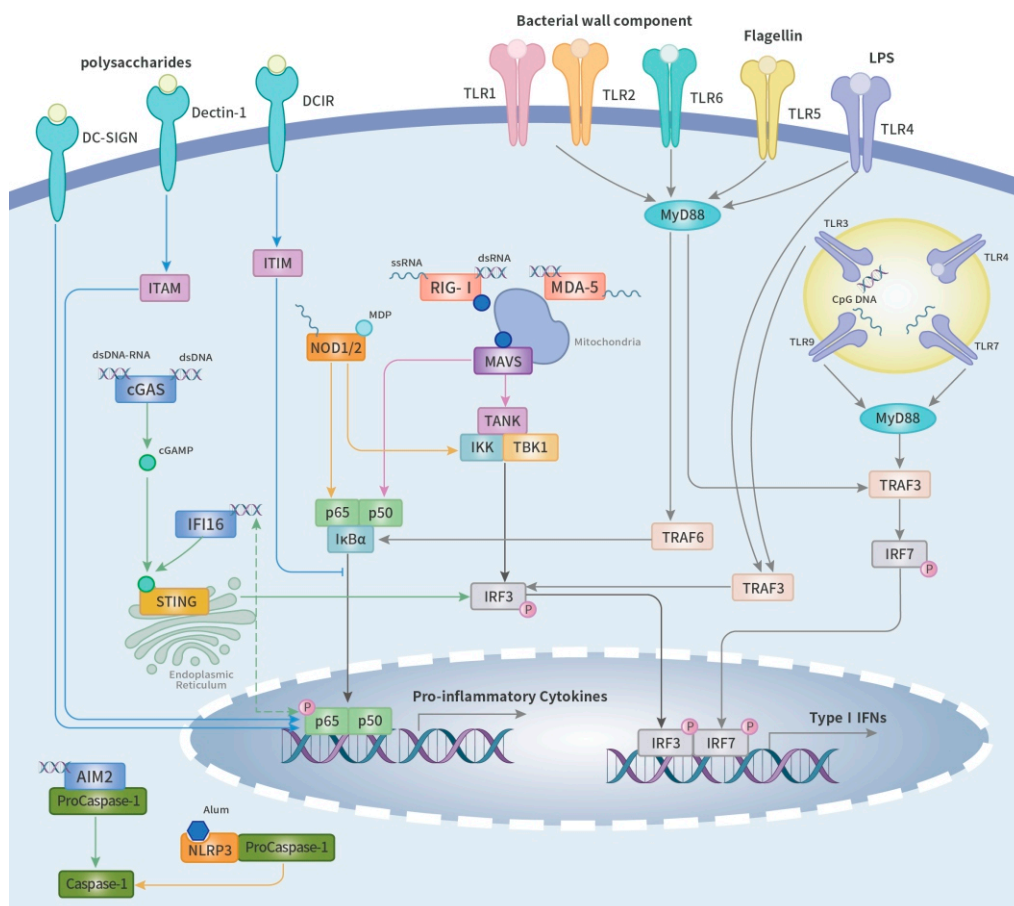 Bacterial wall component
Flagellin
LPS
polysaccharides
DCIR
Dectin-1
DC-SIGN
TLR1
TLR2
TLR6
TLR5
TLR4
MyD88
ITAM
ITIM
ssRNA
dsRNA
RIG- I
MDA-5
TLR3
TLR4
CpG DNA
TLR9
TLR7
MDP
NOD1/2
Mitochondria
MAVS
dsDNA-RNA
dsDNA
cGAS
TANK
IKK
TBK1
MyD88
cGAMP
TRAF3
p65
p50
IκBα
IFI16
TRAF6
IRF7
P
STING
IRF3
P
TRAF3
Endoplasmic
Reticulum
Pro-inflammatory Cytokines
P
p65
p50
Type I IFNs
P
P
IRF3
IRF7
AIM2
ProCaspase-1
Alum
NLRP3
ProCaspase-1
Caspase-1